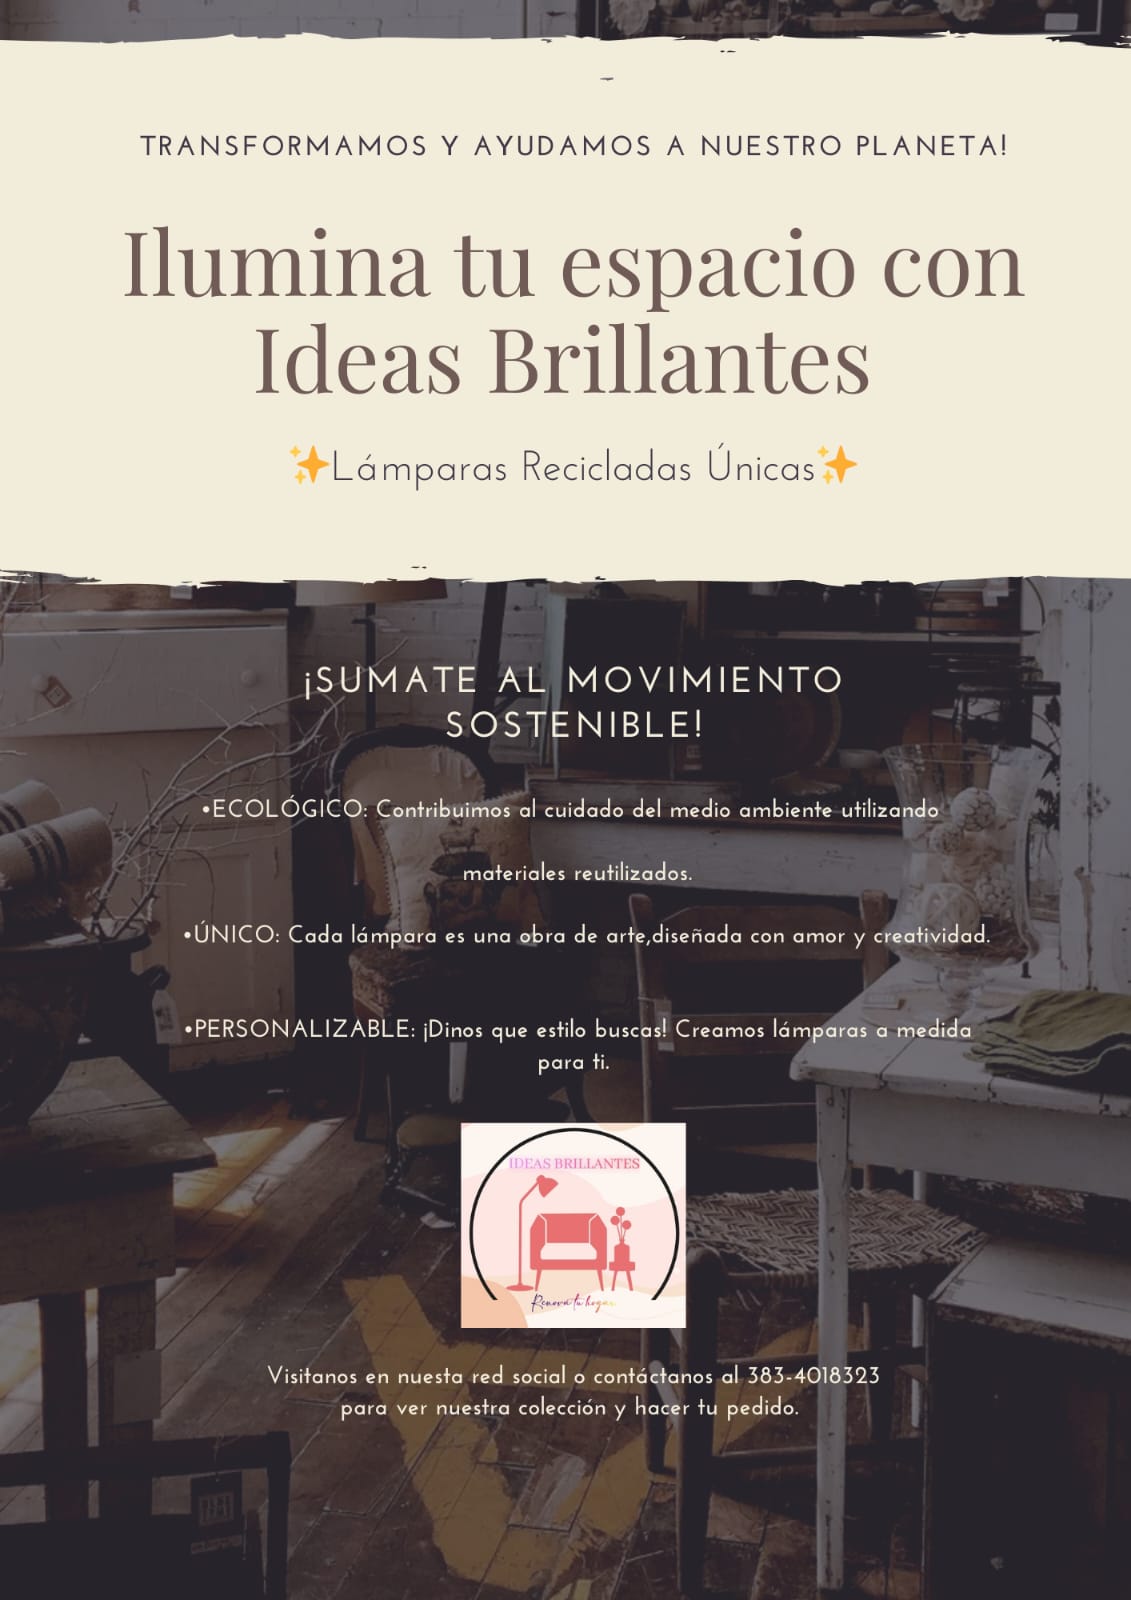 TRANSFORMAMOS Y AYUDAMOS A NUESTRO PLANETA!
Ilumina tu espacio con
Ideas Brillantes
✨Lámparas Recicladas Únicas✨
¡SUMATE AL MOVIMIENTO
SOSTENIBLE!
•ECOLÓGICO: Contribuimos al cuidado del medio ambiente utilizando
materiales reutilizados.
•ÚNICO: Cada lámpara es una obra de arte,diseñada con amor y creatividad.
•PERSONALIZABLE: ¡Dinos que estilo buscas! Creamos lámparas a medida
para ti.
IDEAS BRILLANTES
Renová tu hogar.
Visitanos en nuesta red social o contáctanos al 383-4018323
para ver nuestra colección y hacer tu pedido.